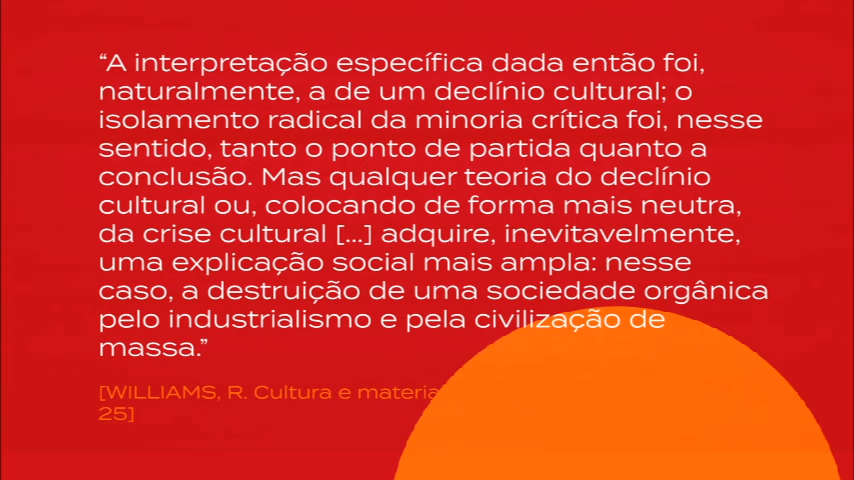 “A interpretação específica dada então foi,
naturalmente, a de um declínio cultural; o
isolamento radical da minoria crítica foi, nesse
sentido, tanto o ponto de partida quanto a
conclusão. Mas qualquer teoria do declínio
cultural ou, colocando de forma mais neutra,
da crise cultural [...] adquire, inevitavelmente,
uma explicação social mais ampla: nesse
caso, a destruição de uma sociedade orgânica
pelo industrialismo e pela civilização de
massa.”
[WILLIAMS, R. Cultura e
25]